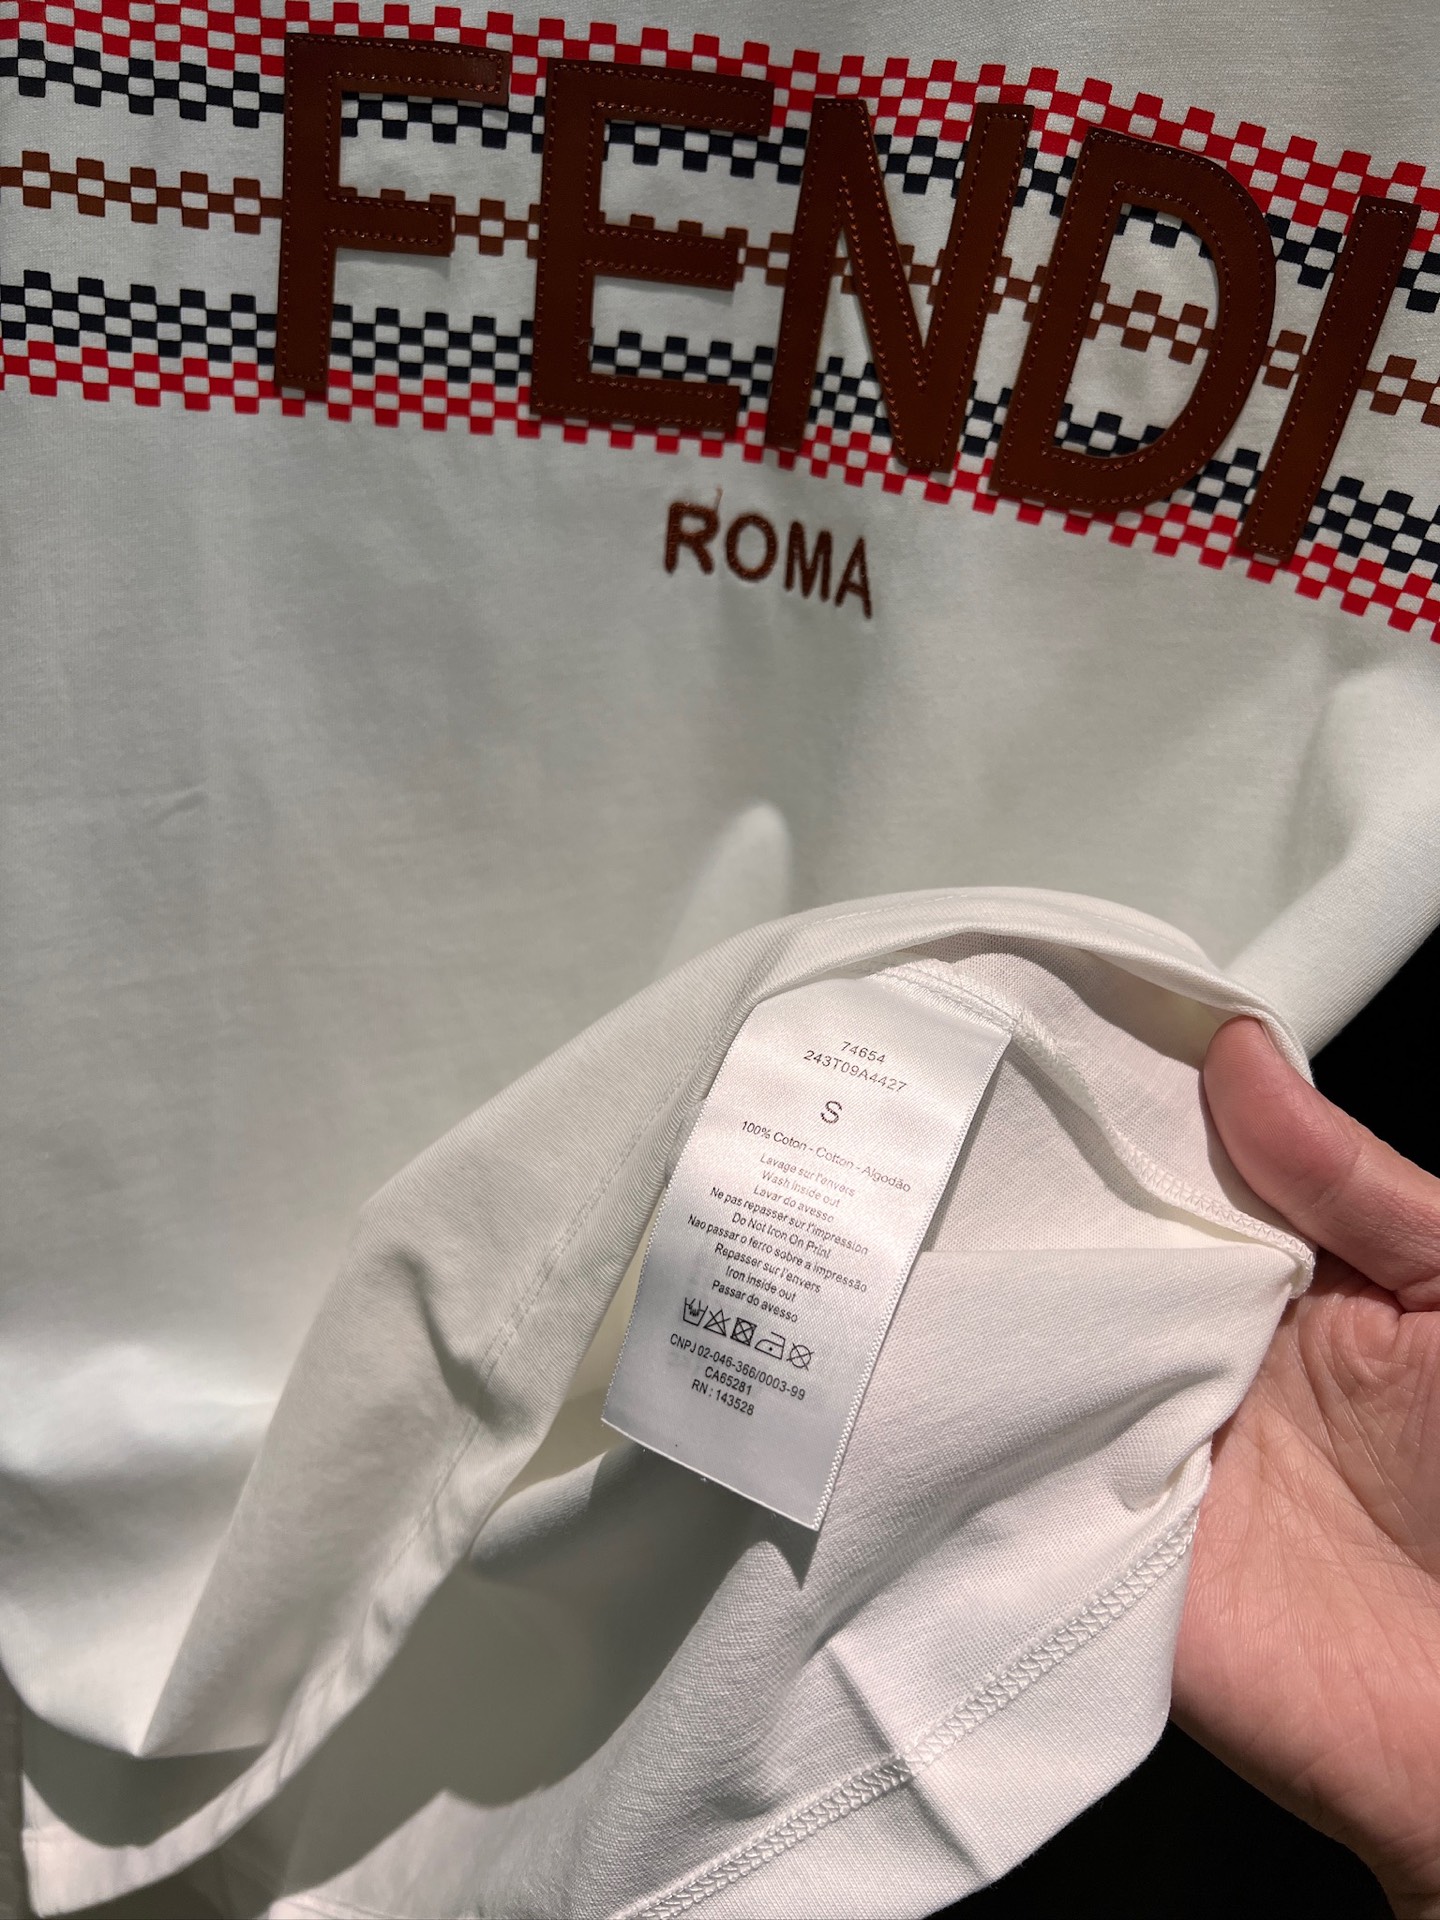 FENDI
ROMA
74654
243T09A4427
S
100% Coton - Cotton - Algodão
Lavage sur l'envers
Wash inside out
Lavar do avesso
Ne pas repasser sur l'impression
Do Not Iron On Print
Nao passar o ferro sobre a impressão
Repasser sur l'envers
Iron inside out
Passar do avesso
CNPJ 02-046-366/0003-99
CA65281
RN : 143528